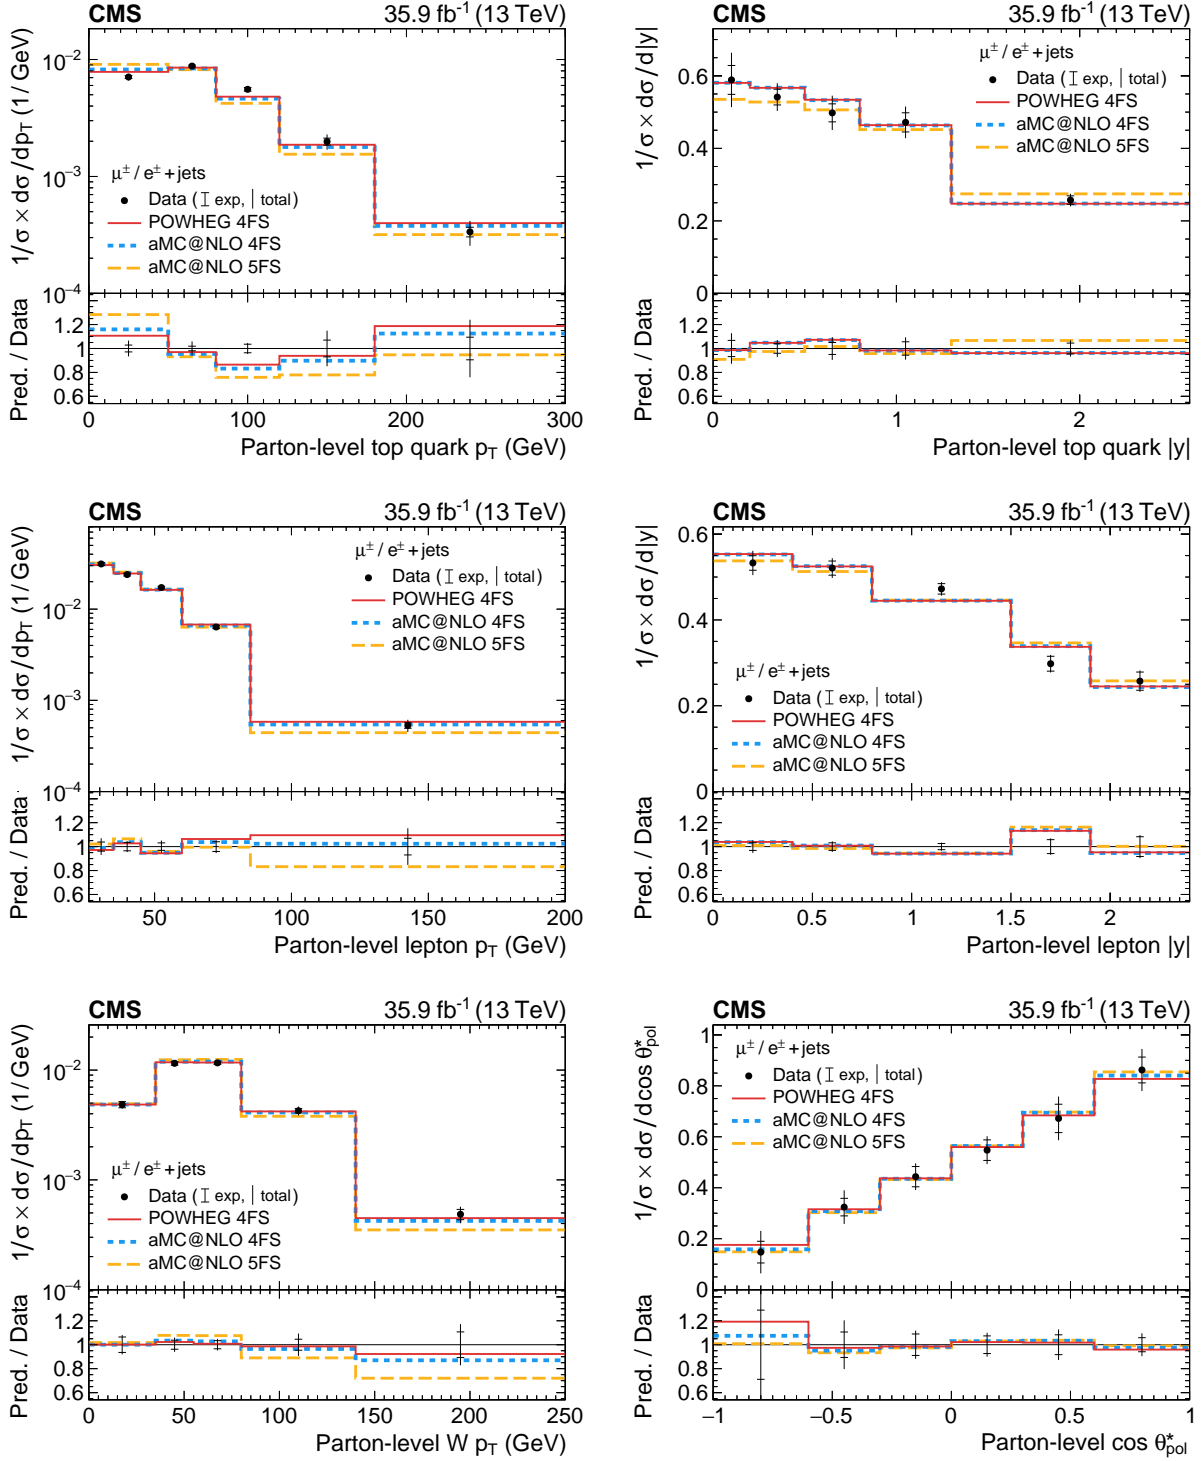 CMS 35.9 fb⁻¹ (13 TeV)
1/σ × dσ/dp_T (1/GeV)
10⁻²
10⁻³
10⁻⁴
μ±/e± + jets
Data (I exp, | total)
POWHEG 4FS
aMC@NLO 4FS
aMC@NLO 5FS
Pred. / Data
1.2
1
0.8
0.6
0 100 200 300
Parton-level top quark p_T (GeV)
CMS 35.9 fb⁻¹ (13 TeV)
1/σ × dσ/d|y|
0.6
0.4
0.2
0
μ±/e± + jets
Data (I exp, | total)
POWHEG 4FS
aMC@NLO 4FS
aMC@NLO 5FS
Pred. / Data
1.2
1
0.8
0.6
0 1 2
Parton-level top quark |y|
CMS 35.9 fb⁻¹ (13 TeV)
1/σ × dσ/dp_T (1/GeV)
10⁻²
10⁻³
10⁻⁴
μ±/e± + jets
Data (I exp, | total)
POWHEG 4FS
aMC@NLO 4FS
aMC@NLO 5FS
Pred. / Data
1.2
1
0.8
0.6
50 100 150 200
Parton-level lepton p_T (GeV)
CMS 35.9 fb⁻¹ (13 TeV)
1/σ × dσ/d|y|
0.6
0.4
0.2
0
μ±/e± + jets
Data (I exp, | total)
POWHEG 4FS
aMC@NLO 4FS
aMC@NLO 5FS
Pred. / Data
1.2
1
0.8
0.6
0 0.5 1 1.5 2
Parton-level lepton |y|
CMS 35.9 fb⁻¹ (13 TeV)
1/σ × dσ/dp_T (1/GeV)
10⁻²
10⁻³
10⁻⁴
μ±/e± + jets
Data (I exp, | total)
POWHEG 4FS
aMC@NLO 4FS
aMC@NLO 5FS
Pred. / Data
1.2
1
0.8
0.6
0 50 100 150 200 250
Parton-level W p_T (GeV)
CMS 35.9 fb⁻¹ (13 TeV)
1/σ × dσ/dcos θ*_pol
1
0.8
0.6
0.4
0.2
0
μ±/e± + jets
Data (I exp, | total)
POWHEG 4FS
aMC@NLO 4FS
aMC@NLO 5FS
Pred. / Data
1.2
1
0.8
0.6
−1 −0.5 0 0.5 1
Parton-level cos θ*_pol